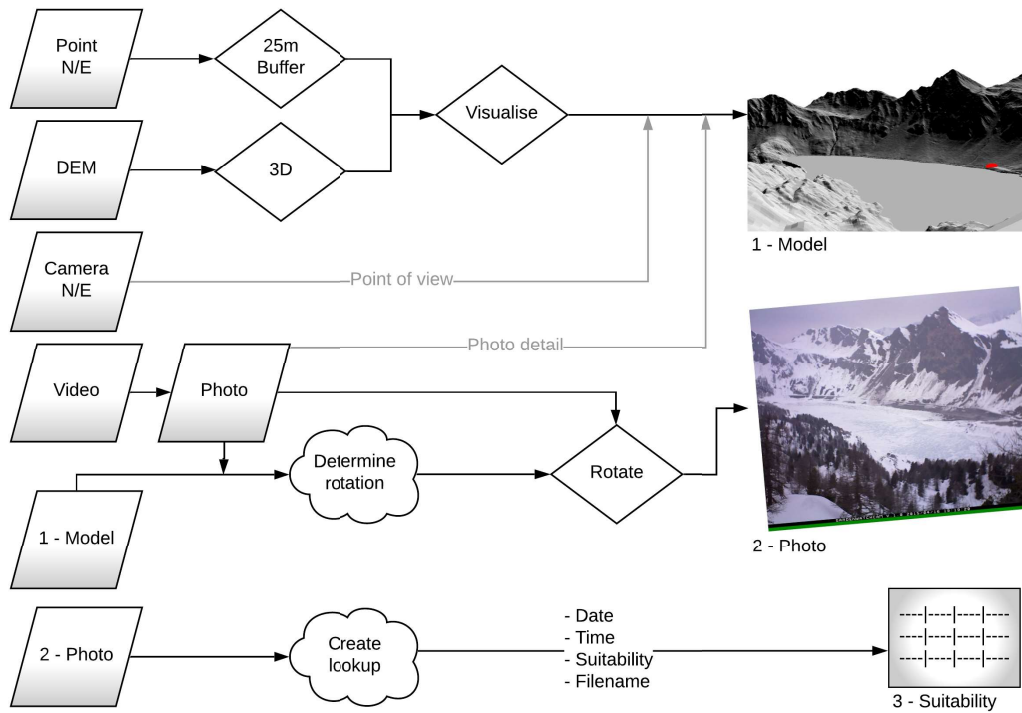 Point
N/E
25m
Buffer
Visualise
DEM
3D
1 - Model
Camera
N/E
Point of view
Photo detail
Video
Photo
Determine
rotation
Rotate
1 - Model
2 - Photo
2 - Photo
Create
lookup
- Date
- Time
- Suitability
- Filename
3 - Suitability